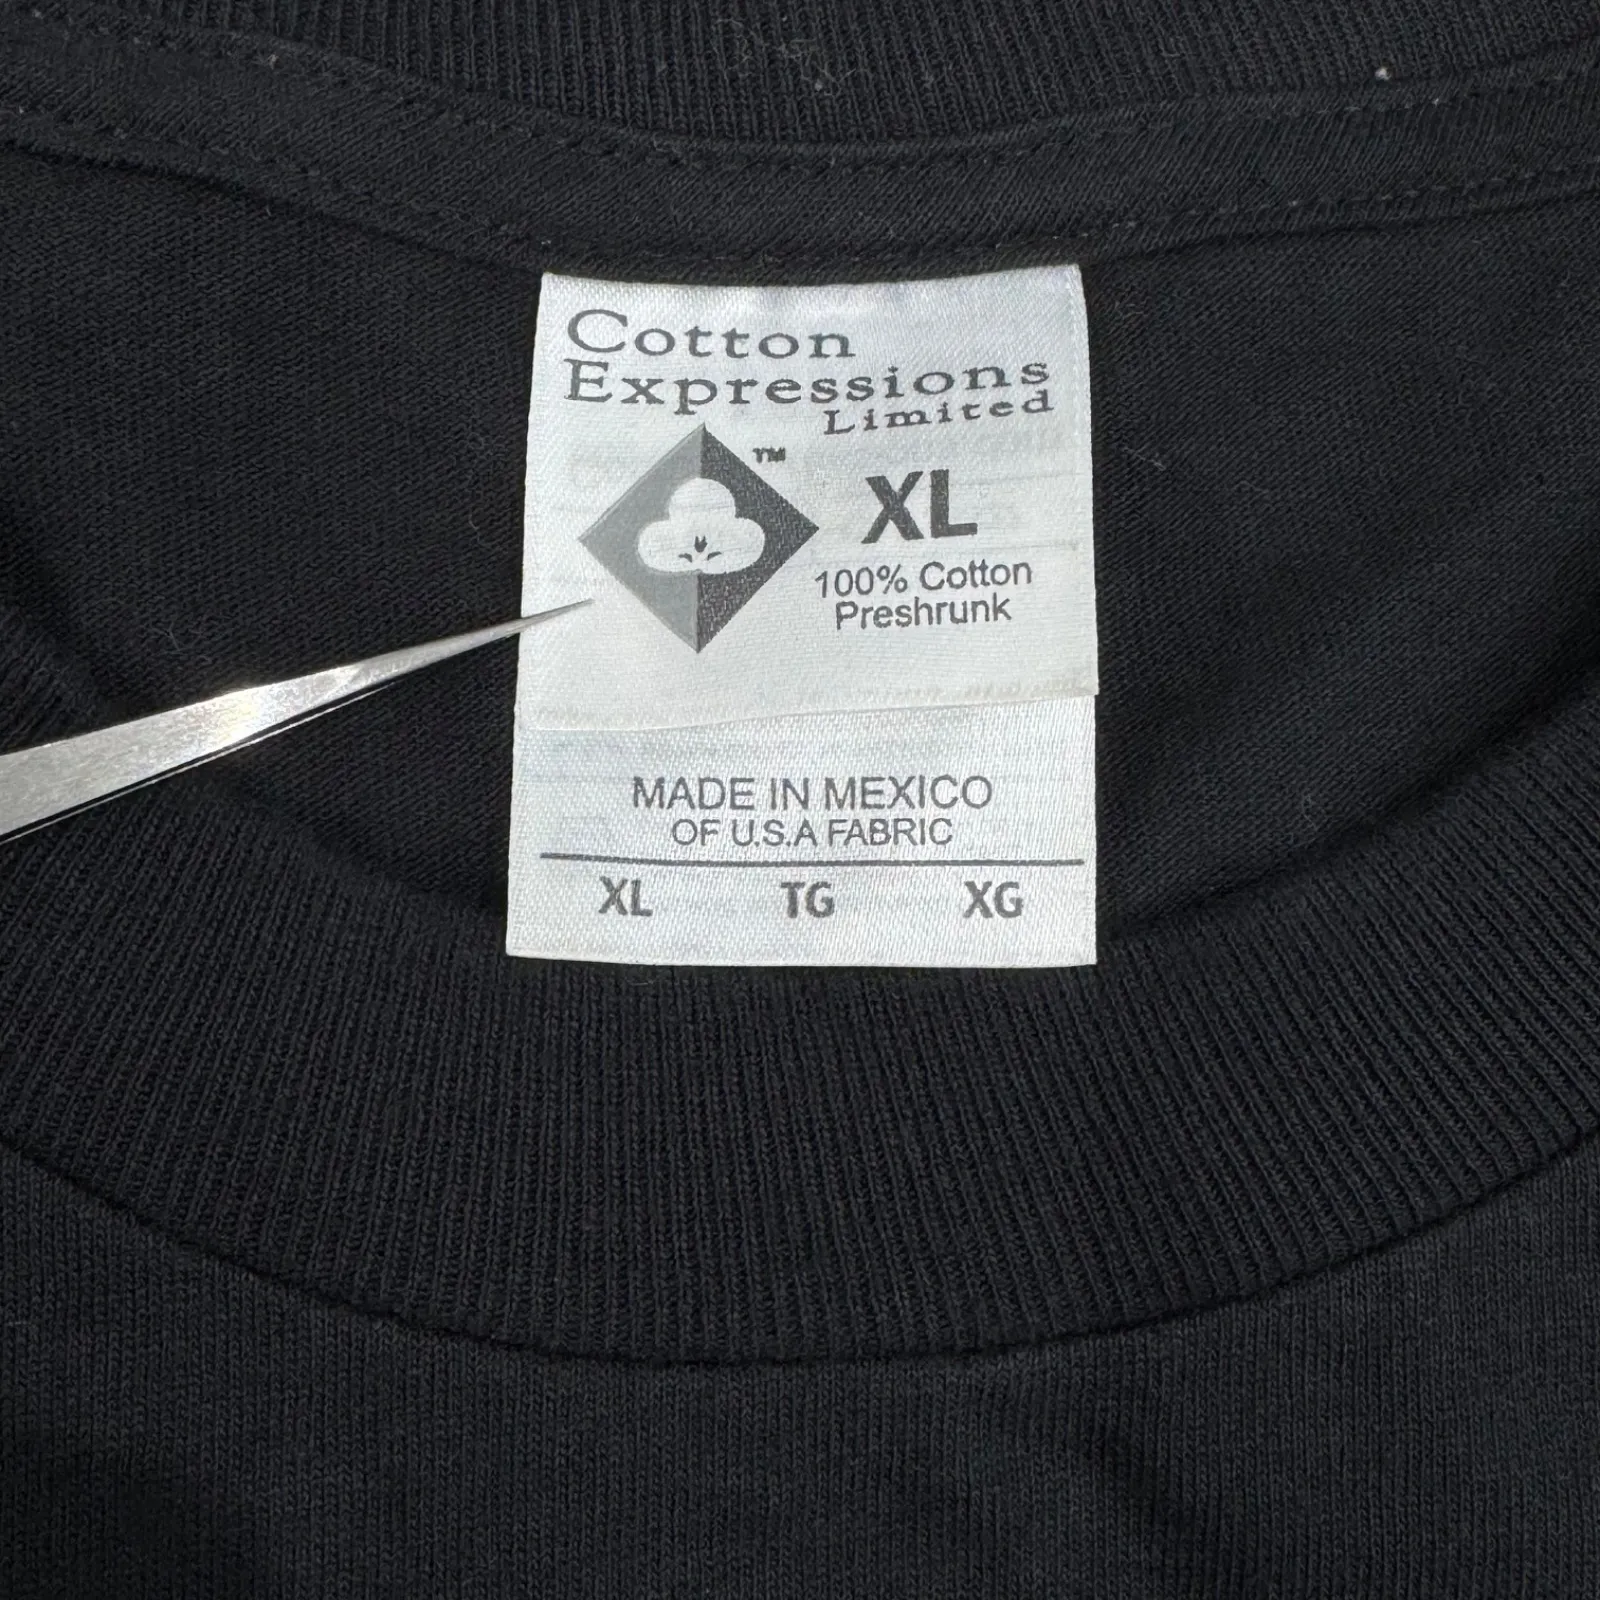 Cotton
Expressions
Limited
TM
XL
100% Cotton
Preshrunk
MADE IN MEXICO
OF U.S.A FABRIC
XL TG XG